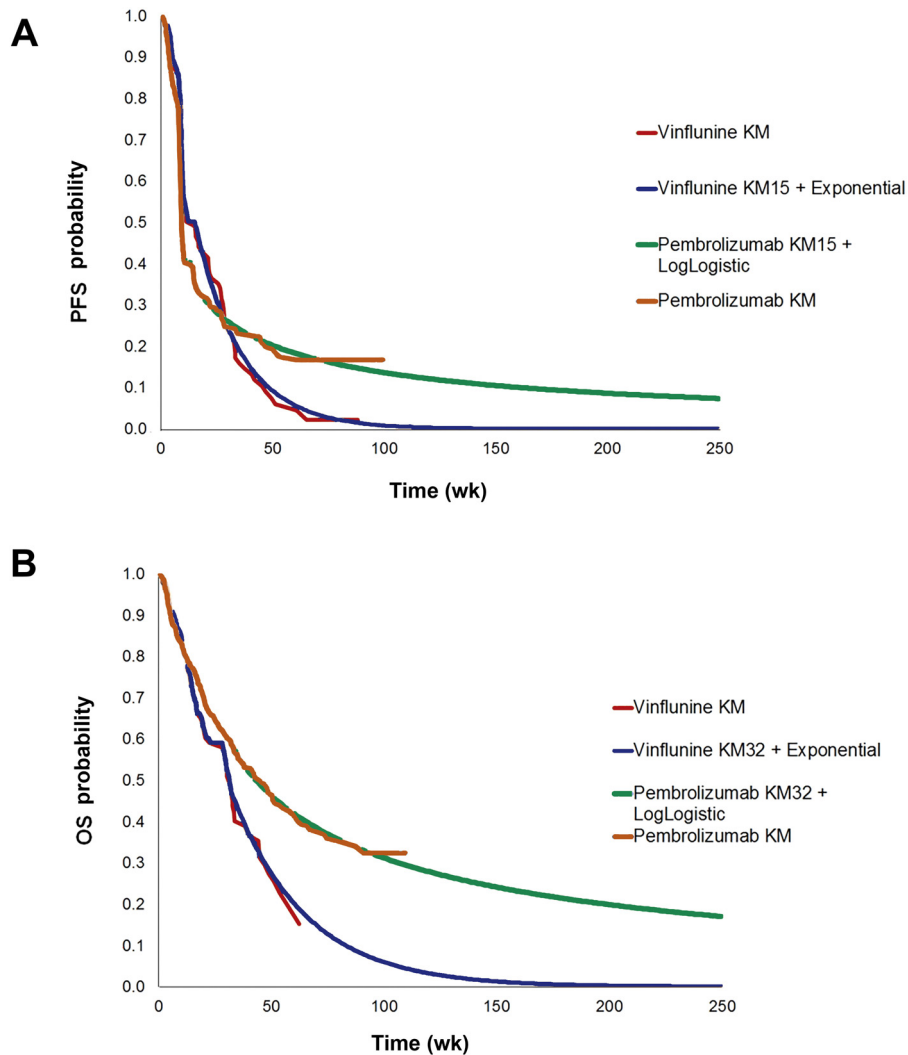 A
1.0
0.9
0.8
0.7
0.6
0.5
0.4
0.3
0.2
0.1
0.0
PFS probability
0 50 100 150 200 250
Time (wk)
Vinflunine KM
Vinflunine KM15 + Exponential
Pembrolizumab KM15 +
LogLogistic
Pembrolizumab KM
B
1.0
0.9
0.8
0.7
0.6
0.5
0.4
0.3
0.2
0.1
0.0
OS probability
0 50 100 150 200 250
Time (wk)
Vinflunine KM
Vinflunine KM32 + Exponential
Pembrolizumab KM32 +
LogLogistic
Pembrolizumab KM